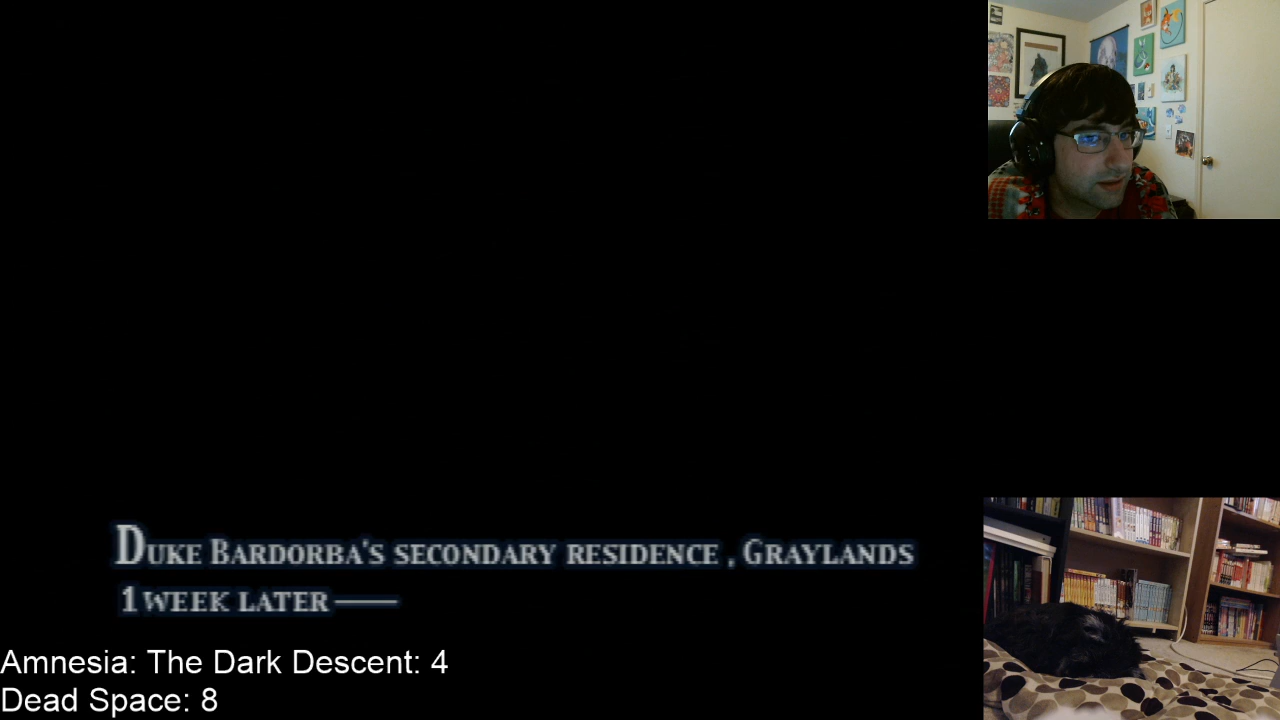 DUKE BARDORBA'S SECONDARY RESIDENCE , GRAYLANDS
1 WEEK LATER ——
Amnesia: The Dark Descent: 4
Dead Space: 8